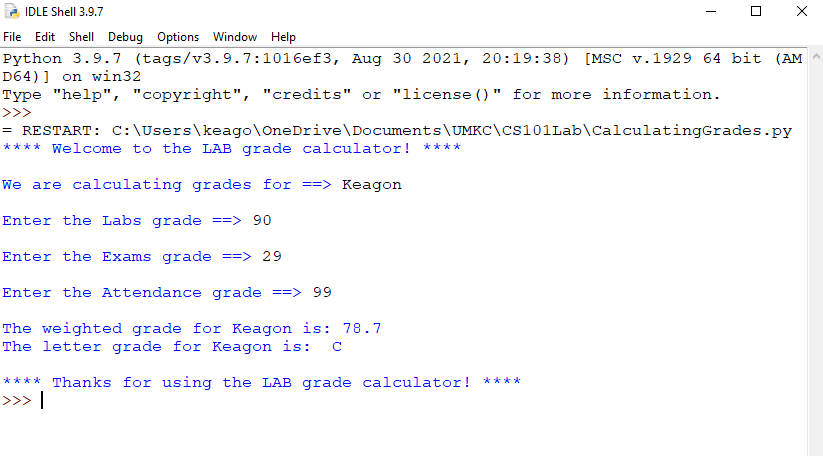 IDLE Shell 3.9.7
File Edit Shell Debug Options Window Help
Python 3.9.7 (tags/v3.9.7:1016ef3, Aug 30 2021, 20:19:38) [MSC v.1929 64 bit (AM
D64)] on win32
Type "help", "copyright", "credits" or "license()" for more information.
>>>
= RESTART: C:\Users\keago\OneDrive\Documents\UMKC\CS101Lab\CalculatingGrades.py
**** Welcome to the LAB grade calculator! ****
We are calculating grades for ==> Keagon
Enter the Labs grade ==> 90
Enter the Exams grade ==> 29
Enter the Attendance grade ==> 99
The weighted grade for Keagon is: 78.7
The letter grade for Keagon is:  C
**** Thanks for using the LAB grade calculator! ****
>>>